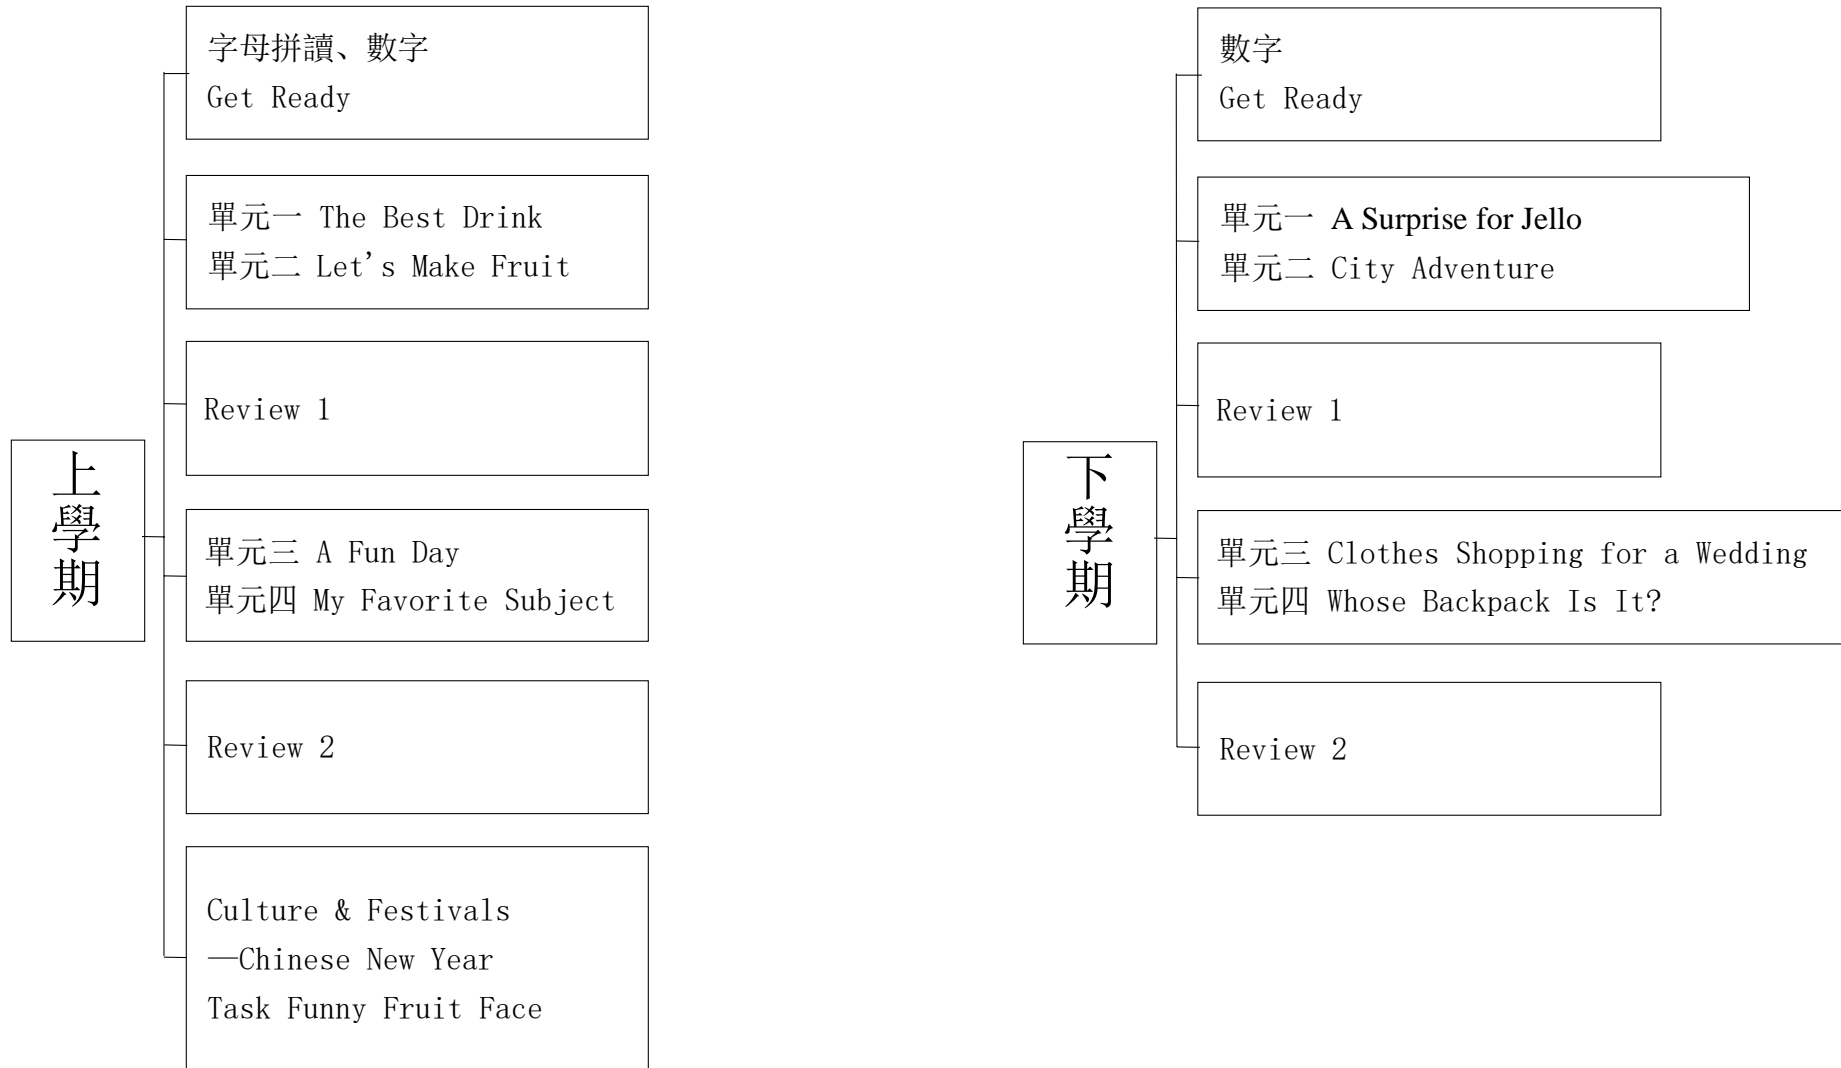 上學期
字母拼讀、數字
Get Ready
單元一 The Best Drink
單元二 Let's Make Fruit
Review 1
單元三 A Fun Day
單元四 My Favorite Subject
Review 2
Culture & Festivals
—Chinese New Year
Task Funny Fruit Face
下學期
數字
Get Ready
單元一 A Surprise for Jello
單元二 City Adventure
Review 1
單元三 Clothes Shopping for a Wedding
單元四 Whose Backpack Is It?
Review 2